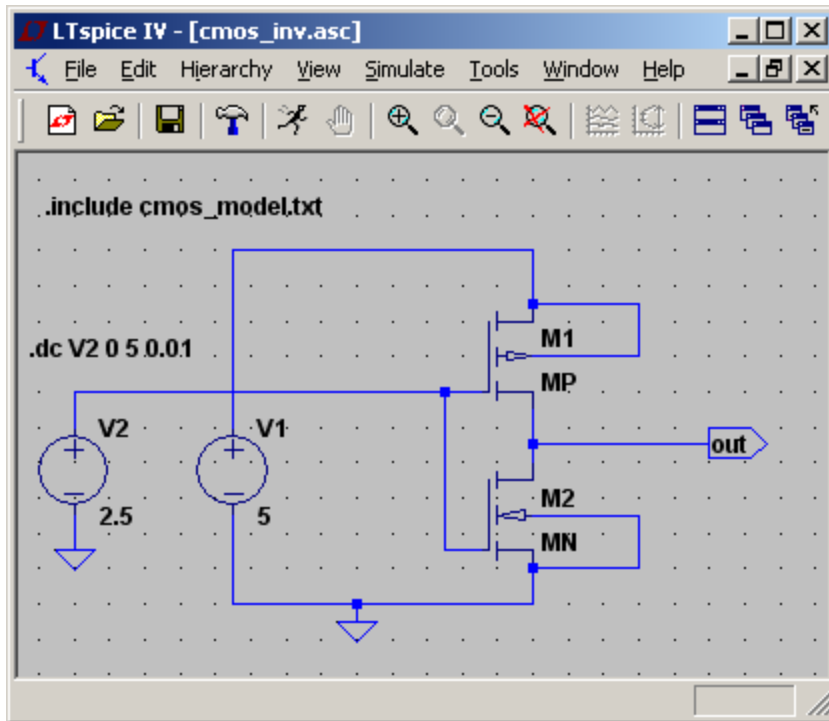 LTspice IV - [cmos_inv.asc]
File Edit Hierarchy View Simulate Tools Window Help
.include cmos_model.txt
.dc V2 0 5 0.01
M1
MP
V2
V1
out
2.5
5
M2
MN